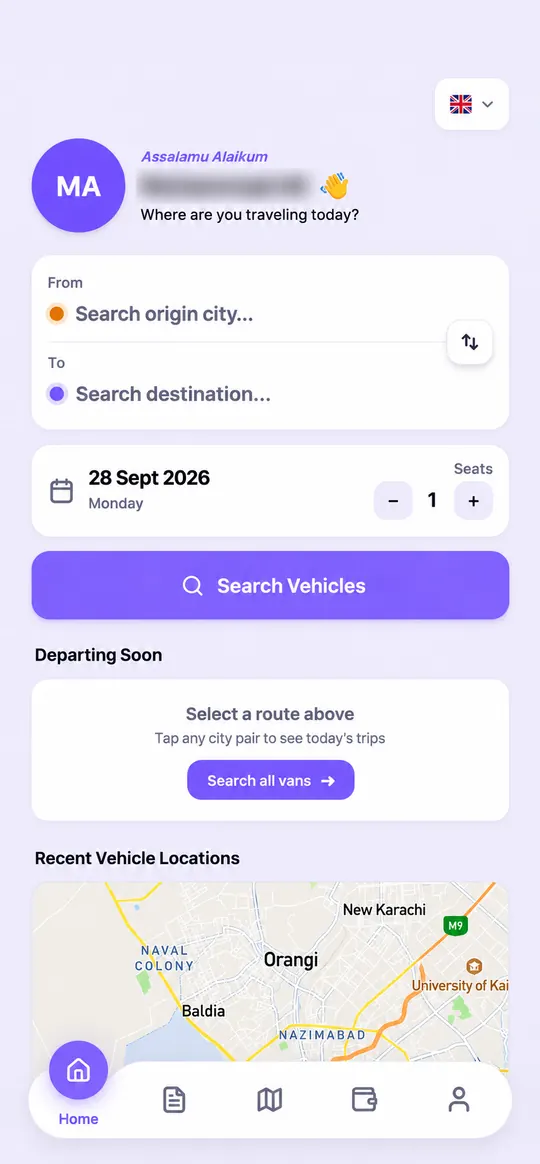 MA
Assalamu Alaikum
Where are you traveling today?
From
Search origin city...
To
Search destination...
28 Sept 2026
Monday
Seats
− 1 +
Search Vehicles
Departing Soon
Select a route above
Tap any city pair to see today's trips
Search all vans →
Recent Vehicle Locations
New Karachi
M9
NAVAL
COLONY
Orangi
University of Kai
Baldia
NAZIMABAD
Home